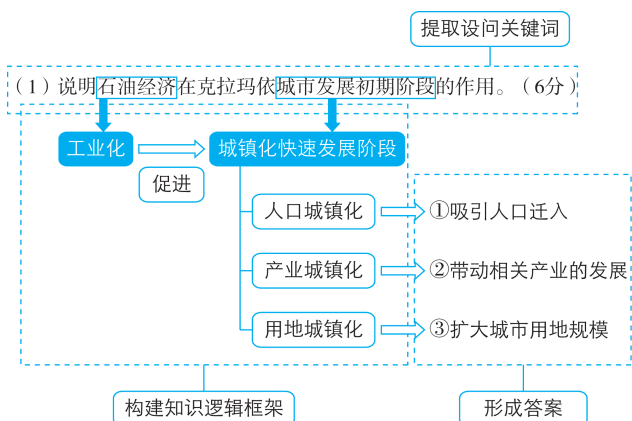 提取设问关键词
（1）说明石油经济在克拉玛依城市发展初期阶段的作用。（6分）
工业化
城镇化快速发展阶段
促进
人口城镇化
①吸引人口迁入
产业城镇化
②带动相关产业的发展
用地城镇化
③扩大城市用地规模
构建知识逻辑框架
形成答案